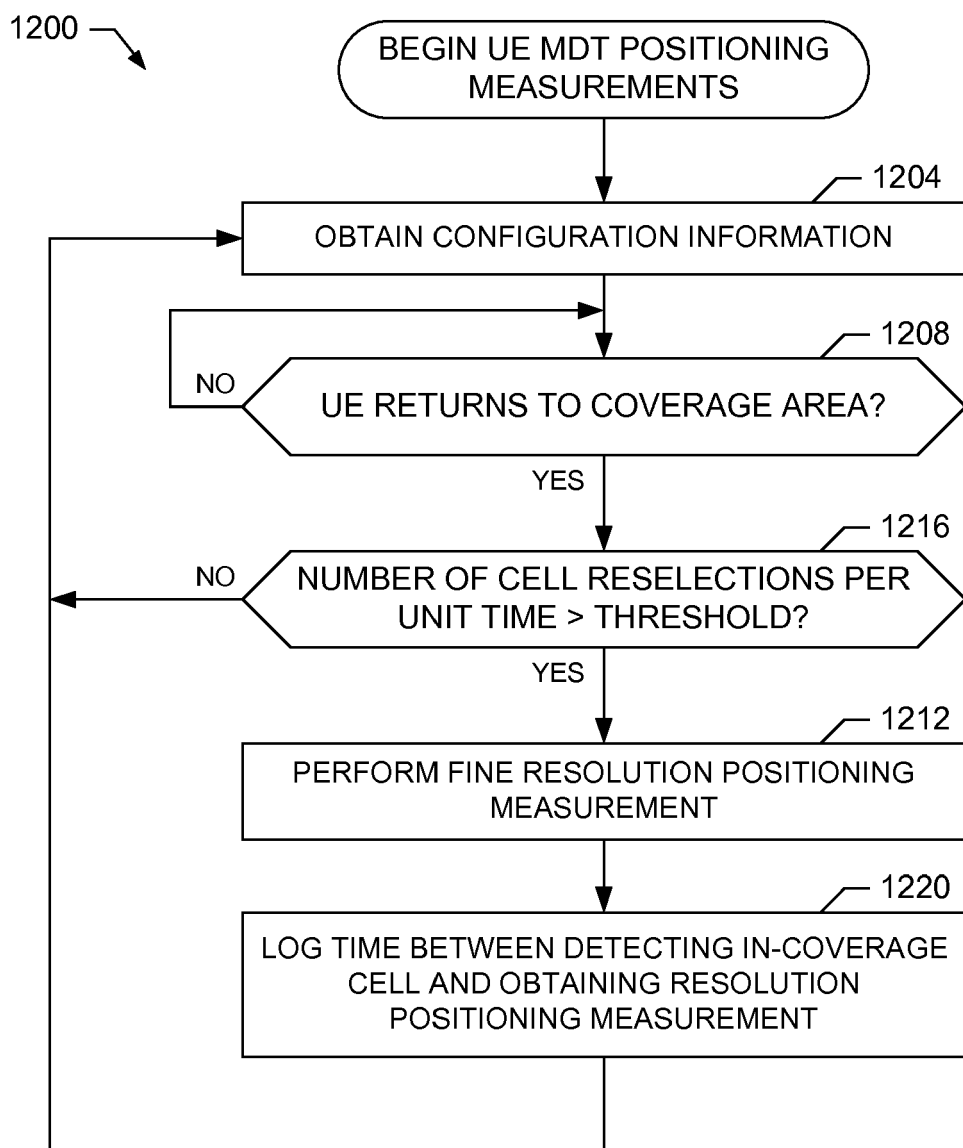 1200
BEGIN UE MDT POSITIONING
MEASUREMENTS
1204
OBTAIN CONFIGURATION INFORMATION
1208
NO
UE RETURNS TO COVERAGE AREA?
YES
1216
NO
NUMBER OF CELL RESELECTIONS PER
UNIT TIME > THRESHOLD?
YES
1212
PERFORM FINE RESOLUTION POSITIONING
MEASUREMENT
1220
LOG TIME BETWEEN DETECTING IN-COVERAGE
CELL AND OBTAINING RESOLUTION
POSITIONING MEASUREMENT